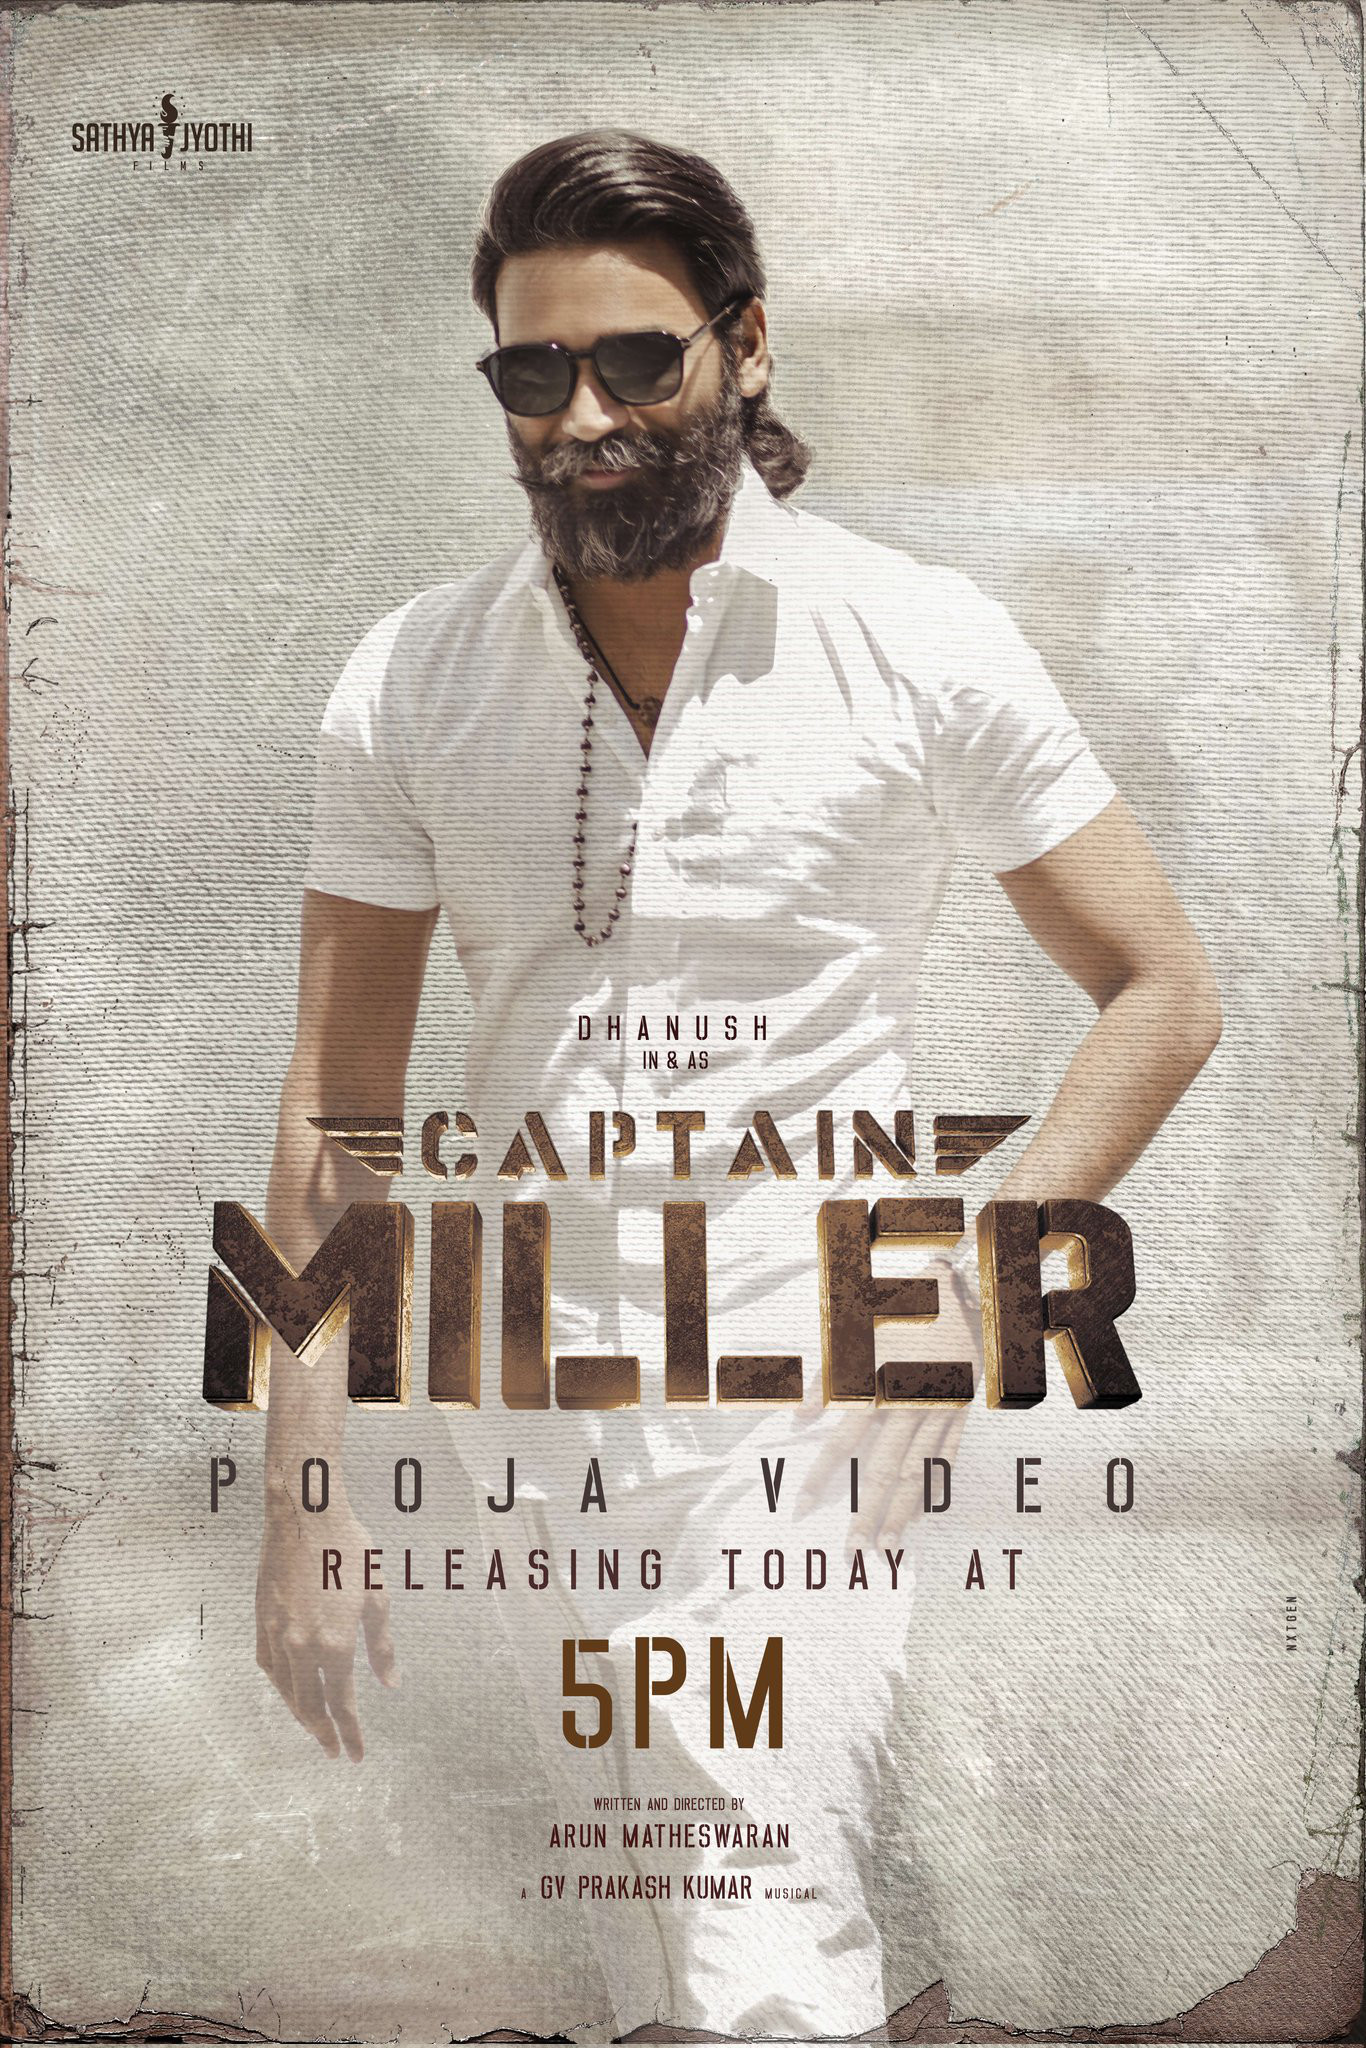 SATHYA JYOTHI
FILMS
DHANUSH
IN & AS
CAPTAIN
MILLER
POOJA VIDEO
RELEASING TODAY AT
5PM
NXTGEN
WRITTEN AND DIRECTED BY
ARUN MATHESWARAN
A GV PRAKASH KUMAR MUSICAL